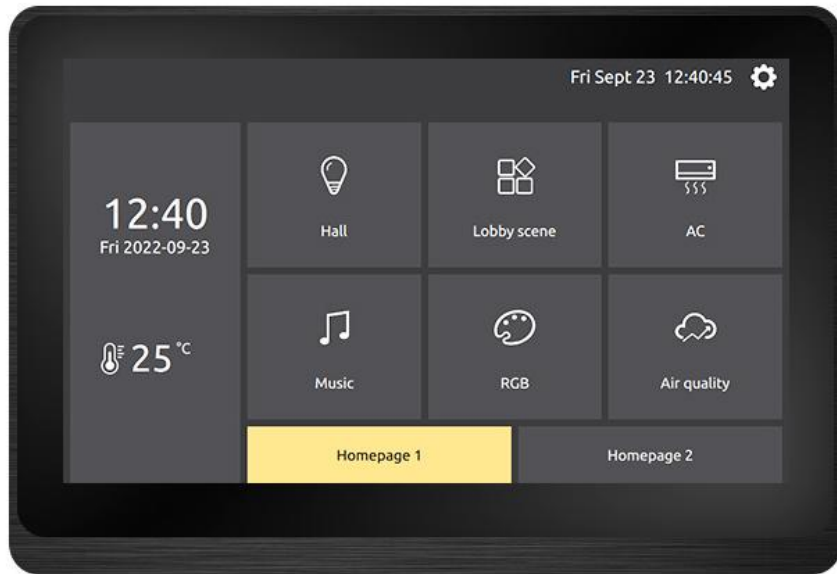 Fri Sept 23 12:40:45
12:40
Fri 2022-09-23
25 °C
Hall
Lobby scene
AC
Music
RGB
Air quality
Homepage 1
Homepage 2